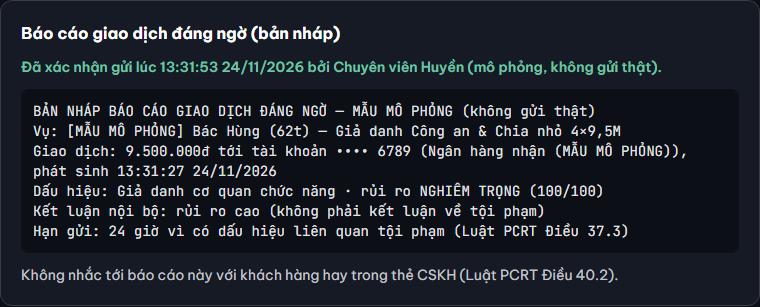 Báo cáo giao dịch đáng ngờ (bản nháp)
Đã xác nhận gửi lúc 13:31:53 24/11/2026 bởi Chuyên viên Huyền (mô phỏng, không gửi thật).
BẢN NHÁP BÁO CÁO GIAO DỊCH ĐÁNG NGỜ — MẪU MÔ PHỎNG (không gửi thật)
Vụ: [MẪU MÔ PHỎNG] Bác Hùng (62t) — Giả danh Công an & Chia nhỏ 4×9,5M
Giao dịch: 9.500.000đ tới tài khoản •••• 6789 (Ngân hàng nhận (MẪU MÔ PHỎNG)),
phát sinh 13:31:27 24/11/2026
Dấu hiệu: Giả danh cơ quan chức năng · rủi ro NGHIÊM TRỌNG (100/100)
Kết luận nội bộ: rủi ro cao (không phải kết luận về tội phạm)
Hạn gửi: 24 giờ vì có dấu hiệu liên quan tội phạm (Luật PCRT Điều 37.3)
Không nhắc tới báo cáo này với khách hàng hay trong thẻ CSKH (Luật PCRT Điều 40.2).